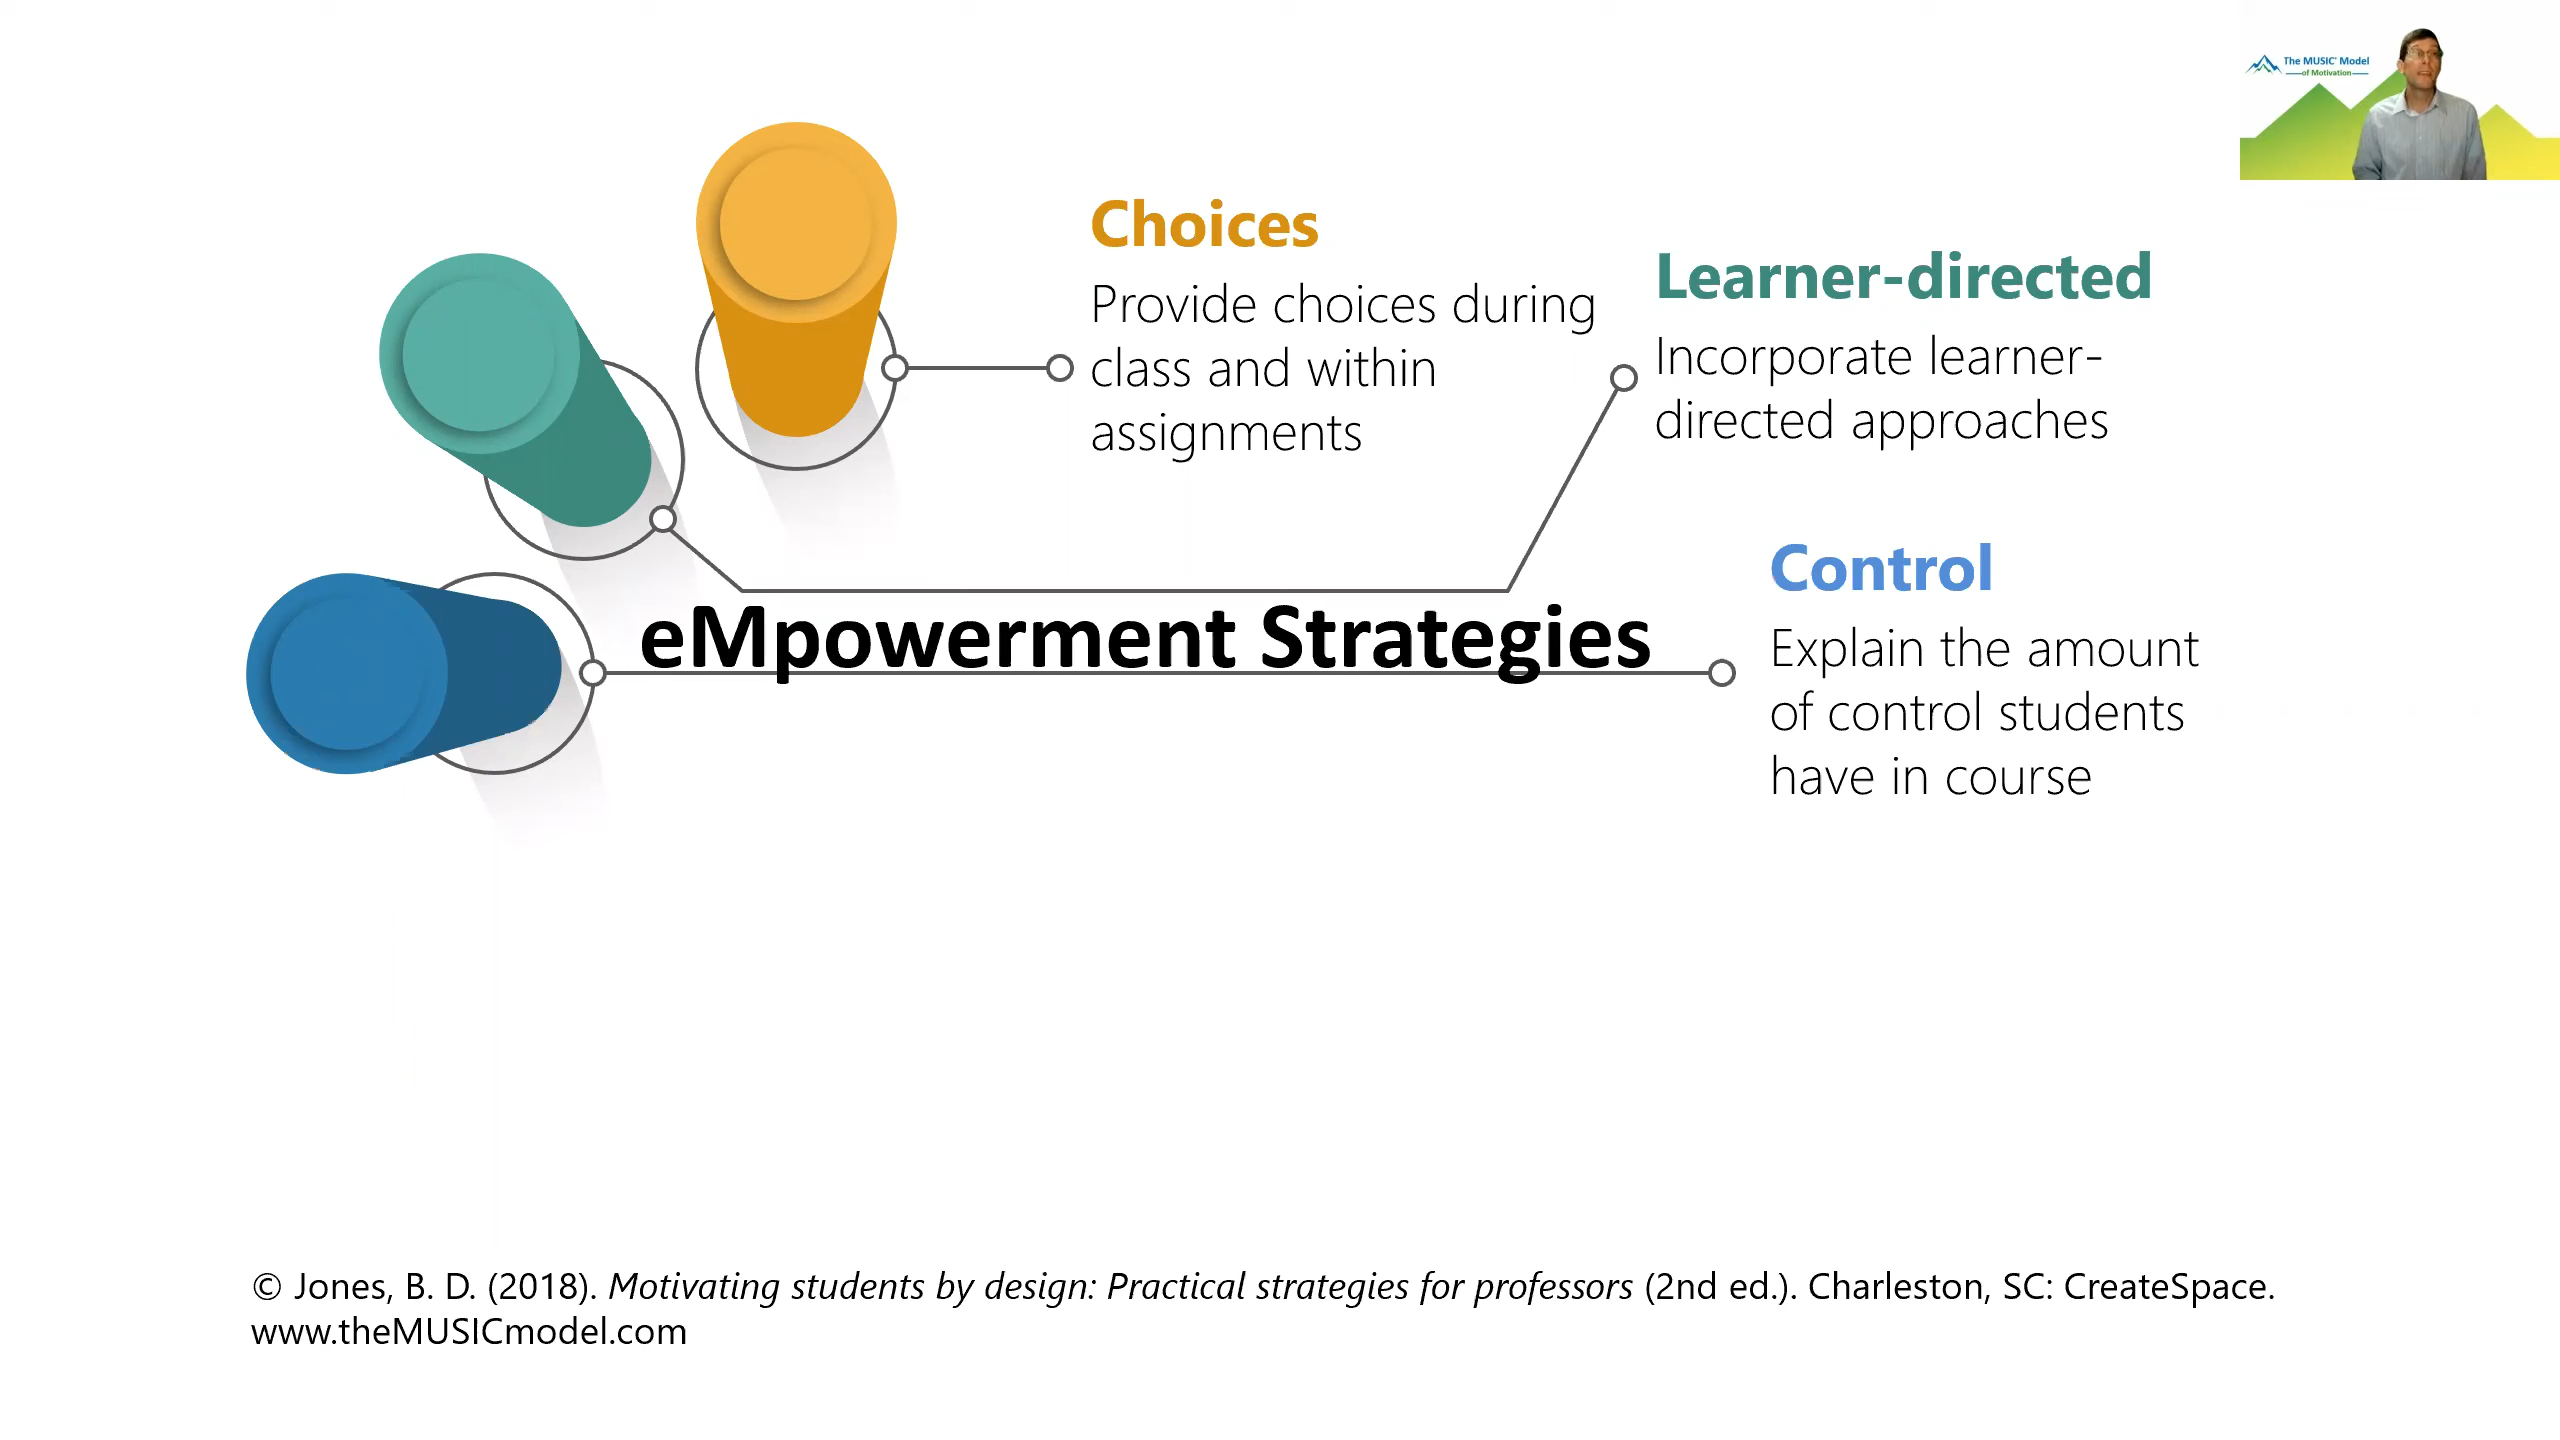 The MUSIC® Model
of Motivation
Choices
Provide choices during
class and within
assignments
Learner-directed
Incorporate learner-
directed approaches
eMpowerment Strategies
Control
Explain the amount
of control students
have in course
© Jones, B. D. (2018). Motivating students by design: Practical strategies for professors (2nd ed.). Charleston, SC: CreateSpace.
www.theMUSICmodel.com